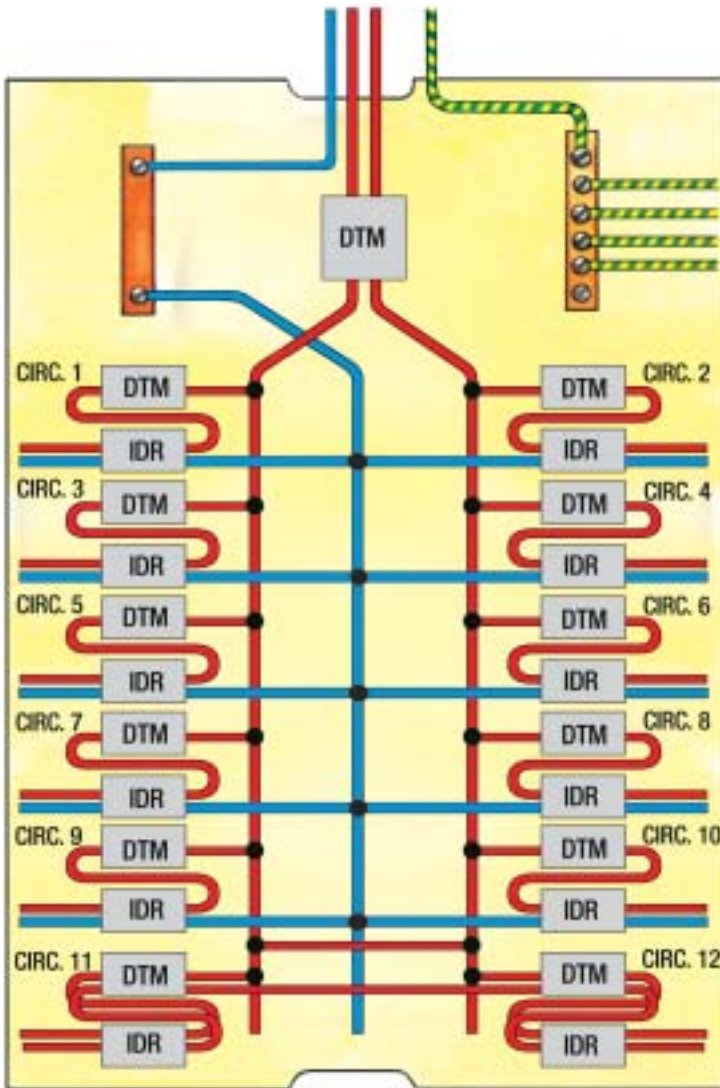 DTM
CIRC. 1 DTM DTM CIRC. 2
IDR IDR
CIRC. 3 DTM DTM CIRC. 4
IDR IDR
CIRC. 5 DTM DTM CIRC. 6
IDR IDR
CIRC. 7 DTM DTM CIRC. 8
IDR IDR
CIRC. 9 DTM DTM CIRC. 10
IDR IDR
CIRC. 11 DTM DTM CIRC. 12
IDR IDR